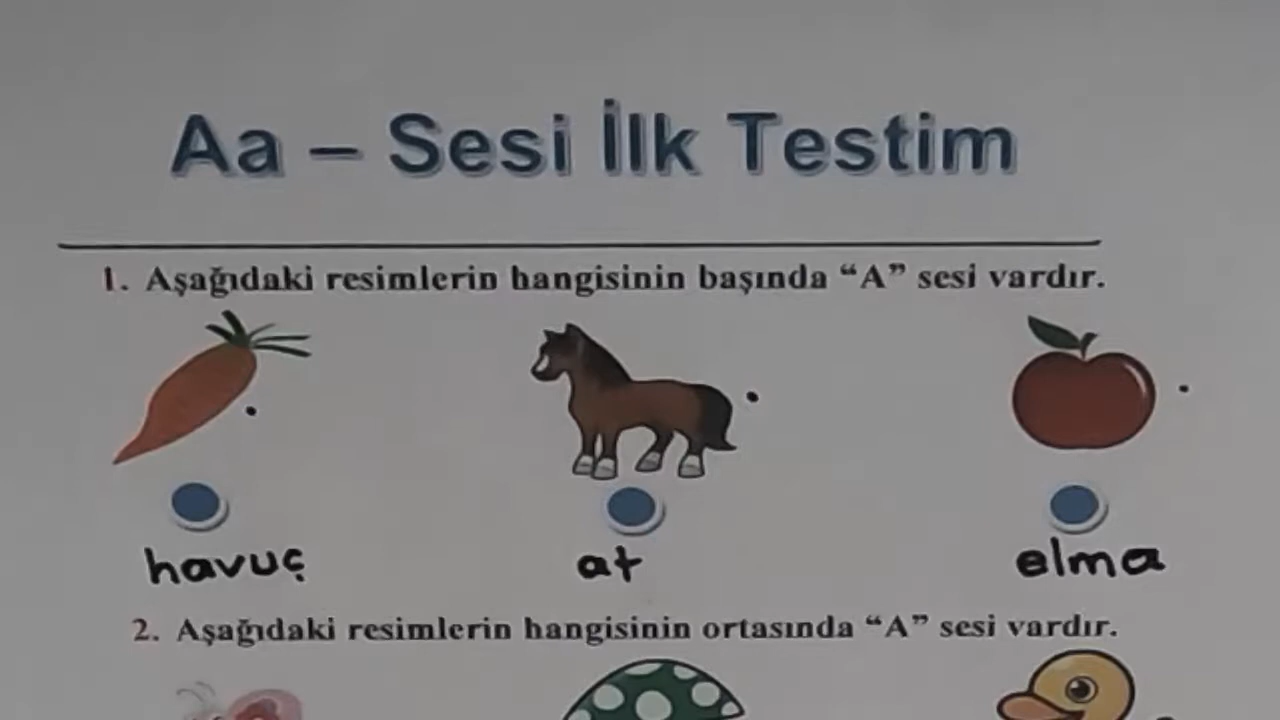 Aa – Sesi İlk Testim
1. Aşağıdaki resimlerin hangisinin başında “A” sesi vardır.
havuç at elma
2. Aşağıdaki resimlerin hangisinin ortasında “A” sesi vardır.